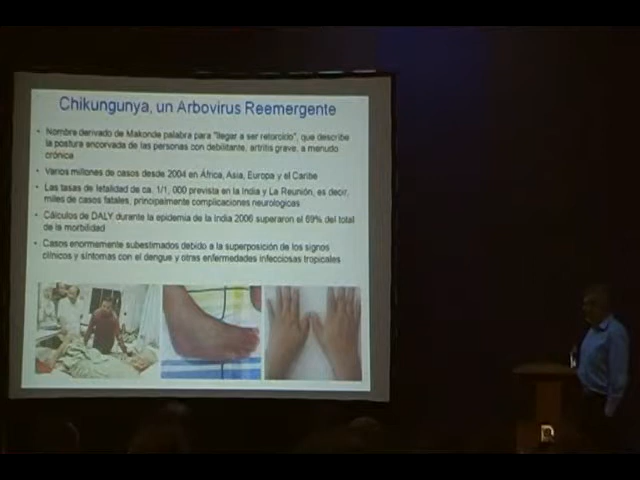 Chikungunya, un Arbovirus Reemergente
• Nombre derivado de Makonde palabra para "llegar a ser retorcido", que describe
la postura encorvada de las personas con debilitante, artritis grave, a menudo
crónica
• Varios millones de casos desde 2004 en África, Asia, Europa y el Caribe
• Las tasas de letalidad de ca. 1/1, 000 prevista en la India y La Reunión, es decir,
miles de casos fatales, principalmente complicaciones neurologicas
• Cálculos de DALY durante la epidemia de la India 2006 superaron el 69% del total
de la morbilidad
• Casos enormemente subestimados debido a la superposición de los signos
clínicos y síntomas con el dengue y otras enfermedades infecciosas tropicales